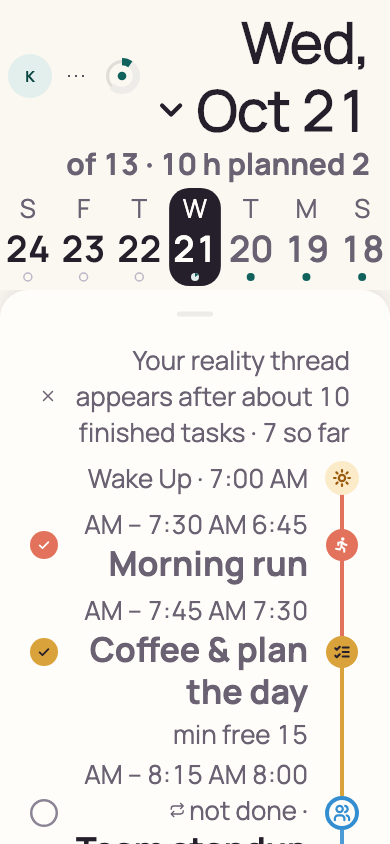 Wed,
Oct 21
K
···
of 13 · 10 h planned 2
S F T W T M S
24 23 22 21 20 19 18
Your reality thread
appears after about 10
finished tasks · 7 so far
Wake Up · 7:00 AM
AM – 7:30 AM 6:45
Morning run
AM – 7:45 AM 7:30
Coffee & plan
the day
min free 15
AM – 8:15 AM 8:00
not done ·
Team standup